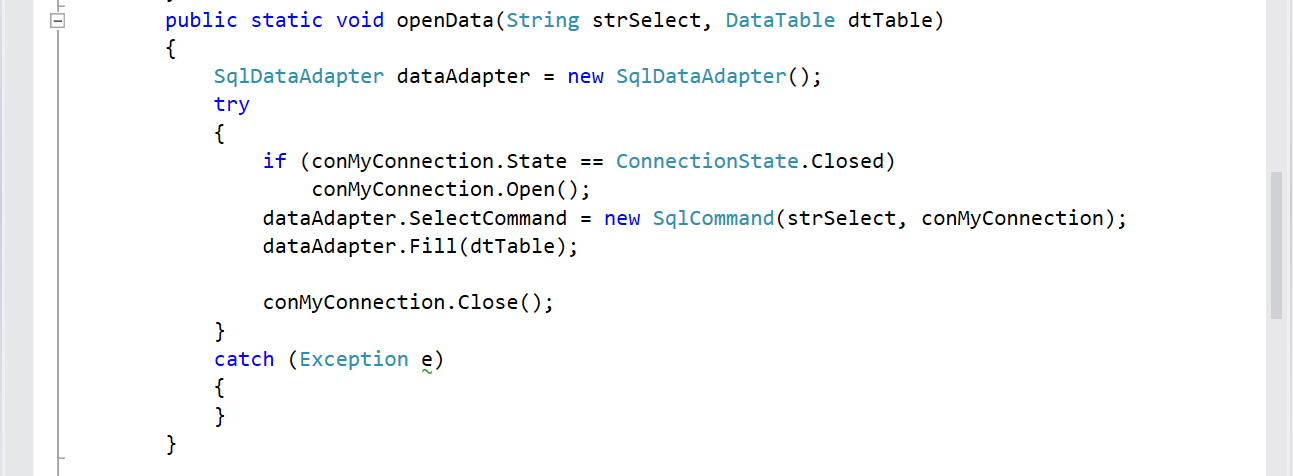 public static void openData(String strSelect, DataTable dtTable)
{
SqlDataAdapter dataAdapter = new SqlDataAdapter();
try
{
if (conMyConnection.State == ConnectionState.Closed)
conMyConnection.Open();
dataAdapter.SelectCommand = new SqlCommand(strSelect, conMyConnection);
dataAdapter.Fill(dtTable);
conMyConnection.Close();
}
catch (Exception e)
{
}
}